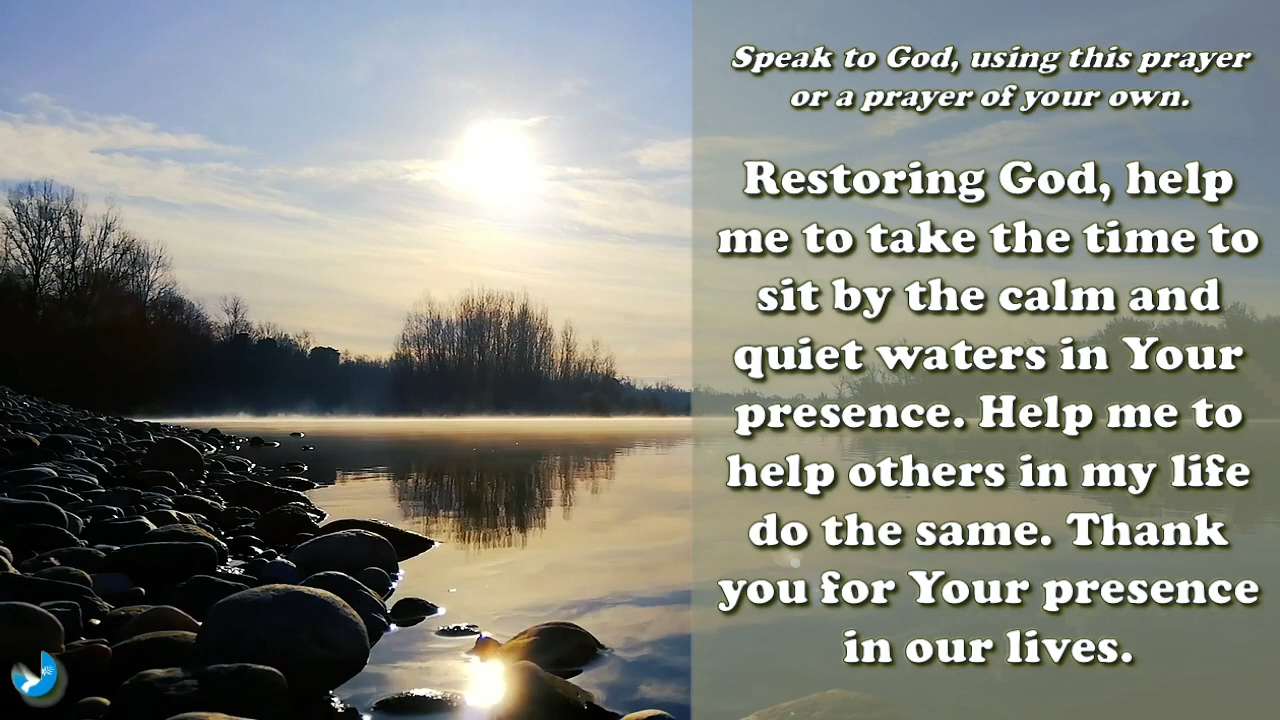 Speak to God, using this prayer
or a prayer of your own.
Restoring God, help
me to take the time to
sit by the calm and
quiet waters in Your
presence. Help me to
help others in my life
do the same. Thank
you for Your presence
in our lives.